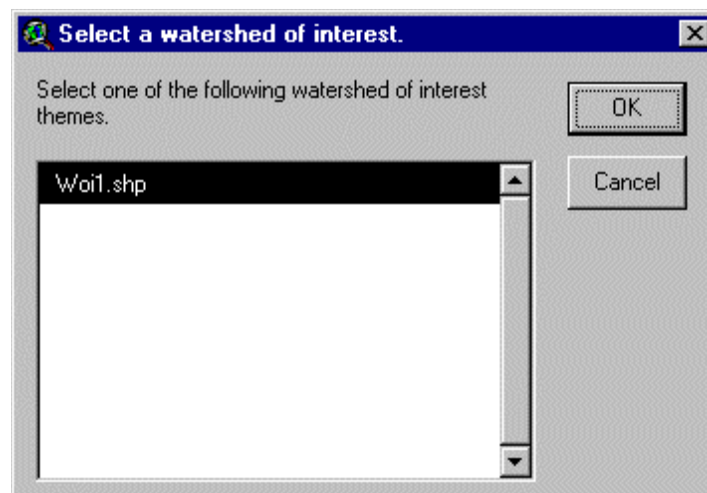 Select a watershed of interest.
Select one of the following watershed of interest
themes.
OK
Woi1.shp
Cancel